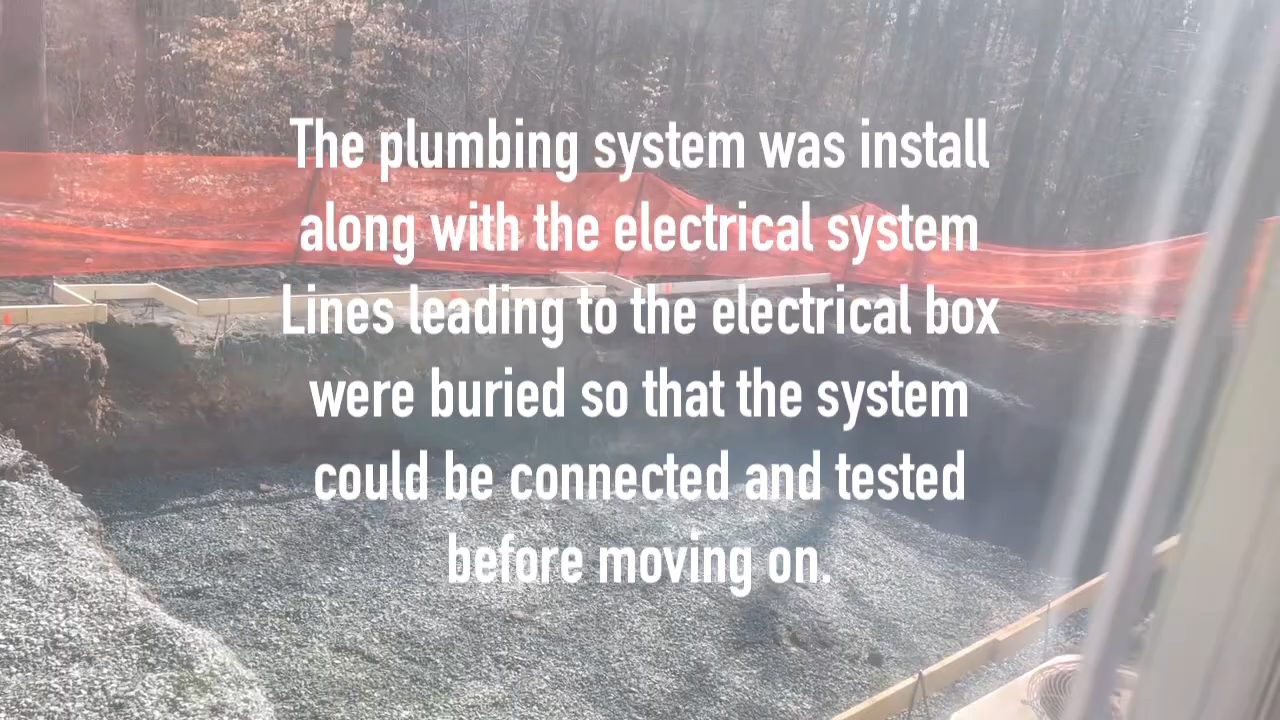 The plumbing system was install
along with the electrical system
Lines leading to the electrical box
were buried so that the system
could be connected and tested
before moving on.